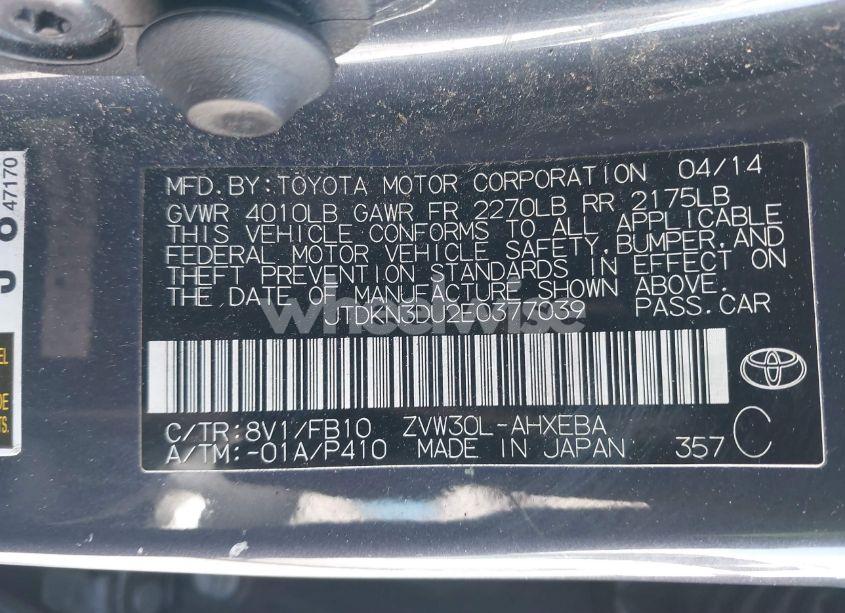 47170
MFD. BY: TOYOTA MOTOR CORPORATION 04/14
GVWR 4010LB GAWR FR 2270LB RR 2175LB
THIS VEHICLE CONFORMS TO ALL APPLICABLE
FEDERAL MOTOR VEHICLE SAFETY, BUMPER, AND
THEFT PREVENTION STANDARDS IN EFFECT ON
THE DATE OF MANUFACTURE SHOWN ABOVE.
JTDKN3DU2E0377039 PASS. CAR
wheelwise
C/TR: 8V1/FB10 ZVW30L-AHXEBA
A/TM: -01A/P410 MADE IN JAPAN 357 C